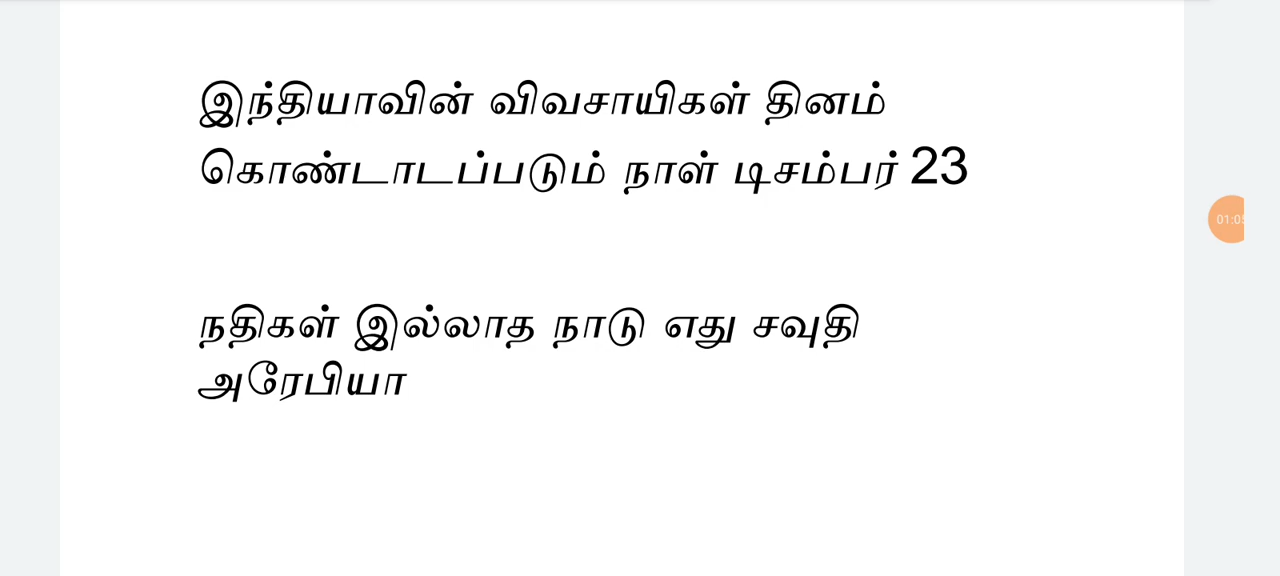 இந்தியாவின் விவசாயிகள் தினம்
கொண்டாடப்படும் நாள் டிசம்பர் 23
நதிகள் இல்லாத நாடு எது சவுதி
அரேபியா